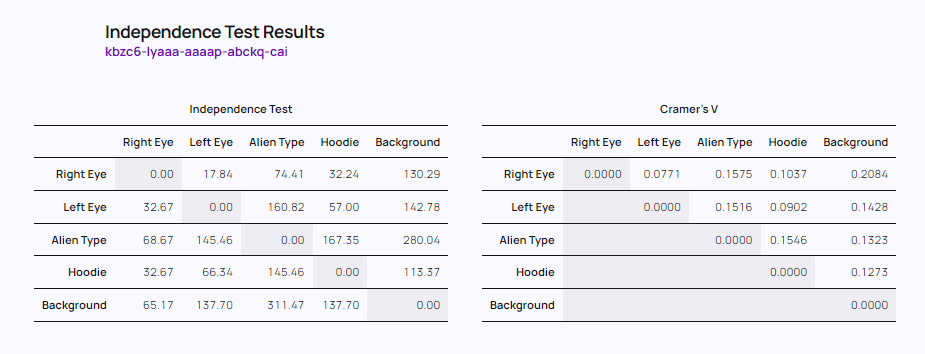 Independence Test Results
kbzc6-lyaaa-aaaap-abckq-cai
Independence Test
Right Eye Left Eye Alien Type Hoodie Background
Right Eye 0.00 17.84 74.41 32.24 130.29
Left Eye 32.67 0.00 160.82 57.00 142.78
Alien Type 68.67 145.46 0.00 167.35 280.04
Hoodie 32.67 66.34 145.46 0.00 113.37
Background 65.17 137.70 311.47 137.70 0.00
Cramer's V
Right Eye Left Eye Alien Type Hoodie Background
Right Eye 0.0000 0.0771 0.1575 0.1037 0.2084
Left Eye 0.0000 0.1516 0.0902 0.1428
Alien Type 0.0000 0.1546 0.1323
Hoodie 0.0000 0.1273
Background 0.0000